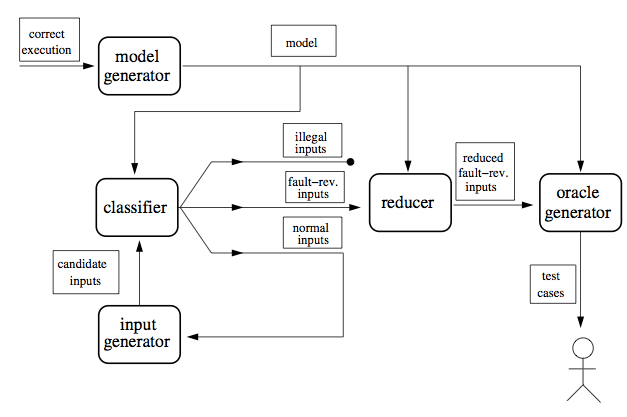 correct
execution
model
generator
model
illegal
inputs
classifier
fault–rev.
inputs
reducer
reduced
fault–rev.
inputs
oracle
generator
normal
inputs
candidate
inputs
test
cases
input
generator